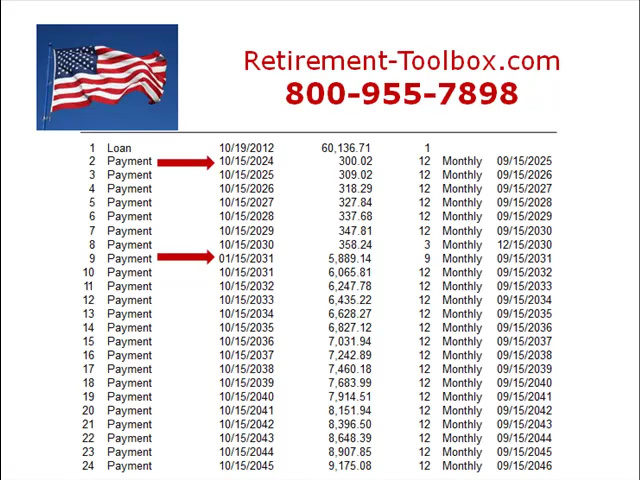 Retirement-Toolbox.com
800-955-7898
1 Loan 10/19/2012 60,136.71 1
2 Payment 10/15/2024 300.02 12 Monthly 09/15/2025
3 Payment 10/15/2025 309.02 12 Monthly 09/15/2026
4 Payment 10/15/2026 318.29 12 Monthly 09/15/2027
5 Payment 10/15/2027 327.84 12 Monthly 09/15/2028
6 Payment 10/15/2028 337.68 12 Monthly 09/15/2029
7 Payment 10/15/2029 347.81 12 Monthly 09/15/2030
8 Payment 10/15/2030 358.24 3 Monthly 12/15/2030
9 Payment 01/15/2031 5,889.14 9 Monthly 09/15/2031
10 Payment 10/15/2031 6,065.81 12 Monthly 09/15/2032
11 Payment 10/15/2032 6,247.78 12 Monthly 09/15/2033
12 Payment 10/15/2033 6,435.22 12 Monthly 09/15/2034
13 Payment 10/15/2034 6,628.27 12 Monthly 09/15/2035
14 Payment 10/15/2035 6,827.12 12 Monthly 09/15/2036
15 Payment 10/15/2036 7,031.94 12 Monthly 09/15/2037
16 Payment 10/15/2037 7,242.89 12 Monthly 09/15/2038
17 Payment 10/15/2038 7,460.18 12 Monthly 09/15/2039
18 Payment 10/15/2039 7,683.99 12 Monthly 09/15/2040
19 Payment 10/15/2040 7,914.51 12 Monthly 09/15/2041
20 Payment 10/15/2041 8,151.94 12 Monthly 09/15/2042
21 Payment 10/15/2042 8,396.50 12 Monthly 09/15/2043
22 Payment 10/15/2043 8,648.39 12 Monthly 09/15/2044
23 Payment 10/15/2044 8,907.85 12 Monthly 09/15/2045
24 Payment 10/15/2045 9,175.08 12 Monthly 09/15/2046